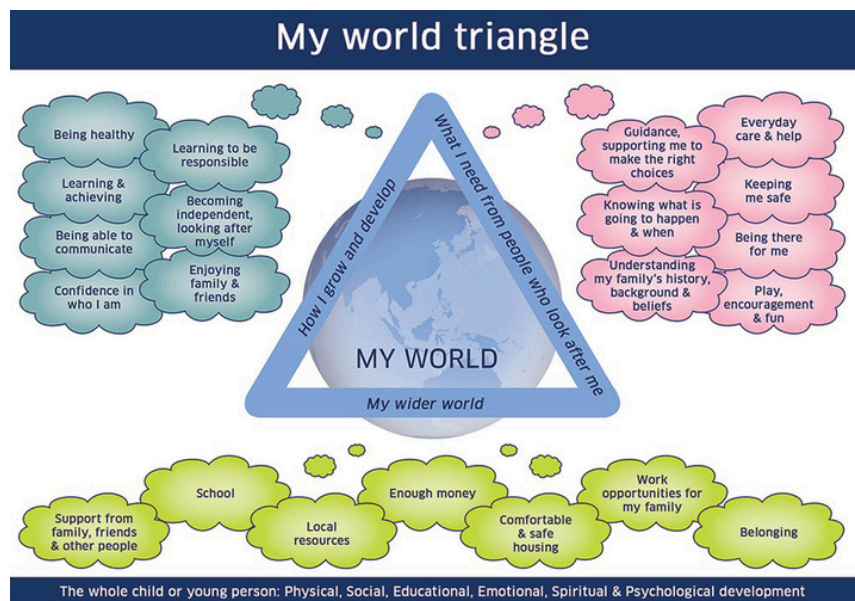 My world triangle
Being healthy
Learning to be
responsible
Learning &
achieving
Becoming
independent,
looking after
myself
Being able to
communicate
Enjoying
family &
friends
Confidence in
who I am
How I grow and develop
What I need from people who look after me
MY WORLD
My wider world
Guidance,
supporting me to
make the right
choices
Everyday
care & help
Knowing what is
going to happen
& when
Keeping
me safe
Being there
for me
Understanding
my family's history,
background &
beliefs
Play,
encouragement
& fun
Support from
family, friends
& other people
School
Local
resources
Enough money
Comfortable
& safe
housing
Work
opportunities for
my family
Belonging
The whole child or young person: Physical, Social, Educational, Emotional, Spiritual & Psychological development